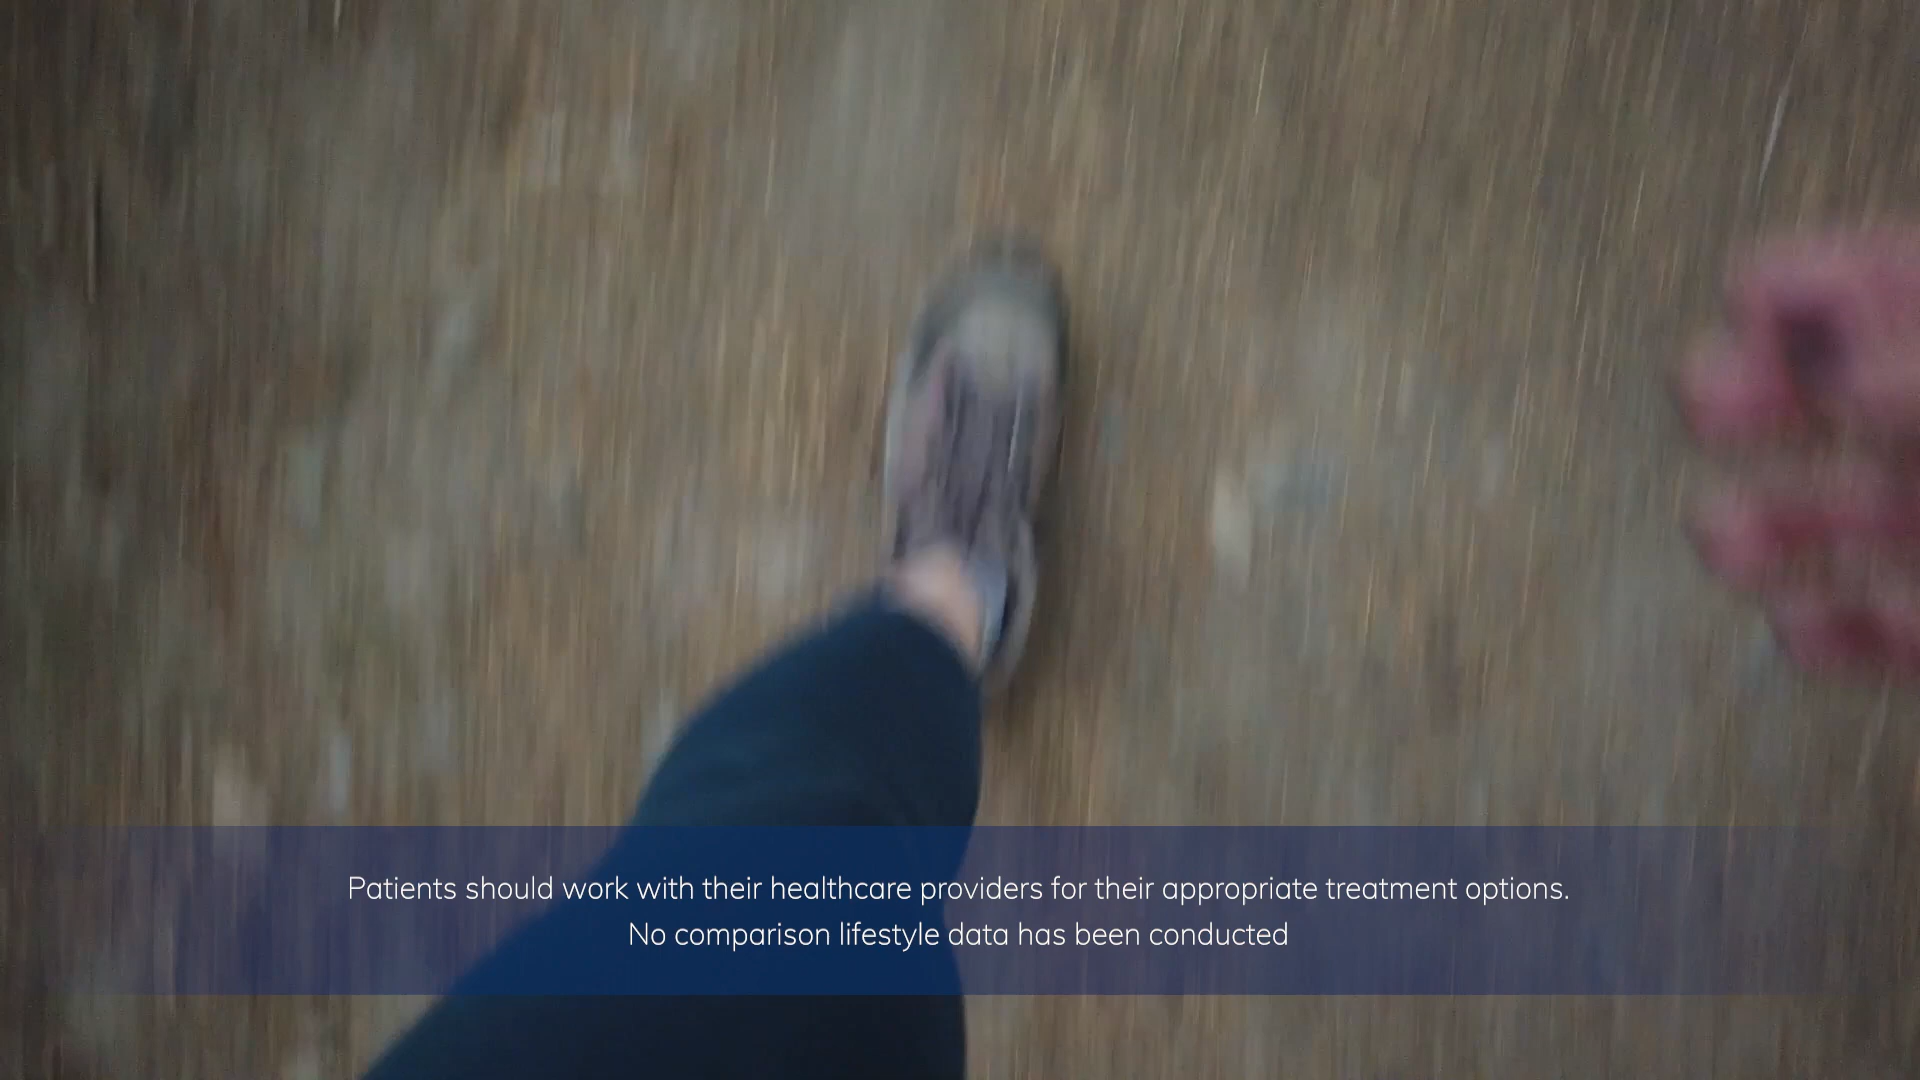 Patients should work with their healthcare providers for their appropriate treatment options.
No comparison lifestyle data has been conducted